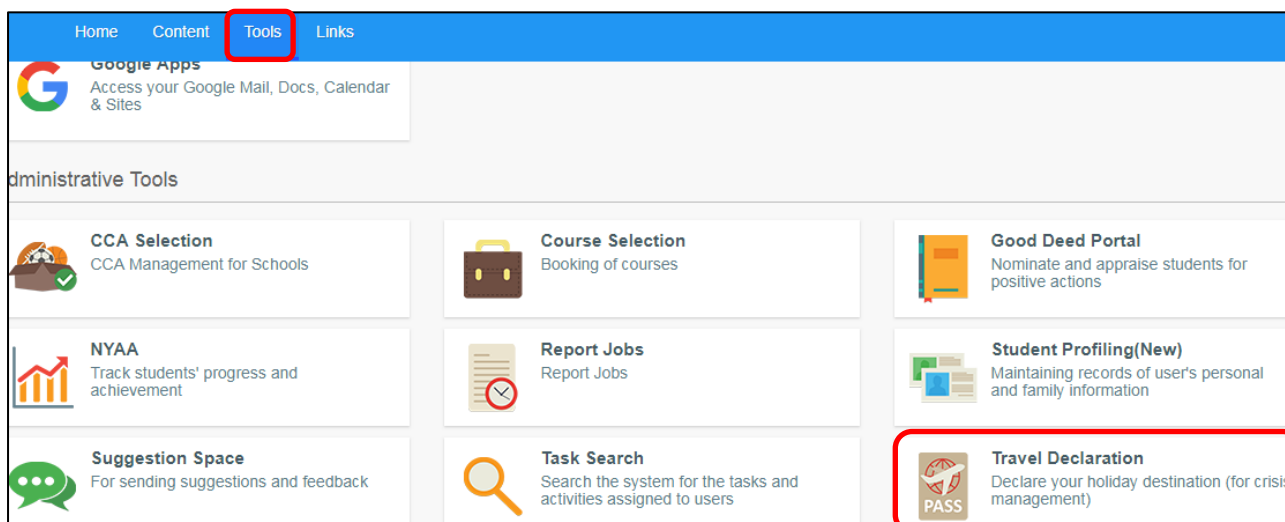 Home Content Tools Links
Google Apps
Access your Google Mail, Docs, Calendar
& Sites
dministrative Tools
CCA Selection
CCA Management for Schools
Course Selection
Booking of courses
Good Deed Portal
Nominate and appraise students for
positive actions
NYAA
Track students' progress and
achievement
Report Jobs
Report Jobs
Student Profiling(New)
Maintaining records of user's personal
and family information
Suggestion Space
For sending suggestions and feedback
Task Search
Search the system for the tasks and
activities assigned to users
PASS
Travel Declaration
Declare your holiday destination (for crisis
management)